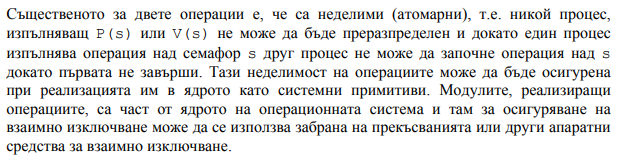 Същественото за двете операции е, че са неделими (атомарни), т.е. никой процес,
изпълняващ P(s) или V(s) не може да бъде преразпределен и докато един процес
изпълнява операция над семафор s друг процес не може да започне операция над s
докато първата не завърши. Тази неделимост на операциите може да бъде осигурена
при реализацията им в ядрото като системни примитиви. Модулите, реализиращи
операциите, са част от ядрото на операционната система и там за осигуряване на
взаимно изключване може да се използва забрана на прекъсванията или други апаратни
средства за взаимно изключване.